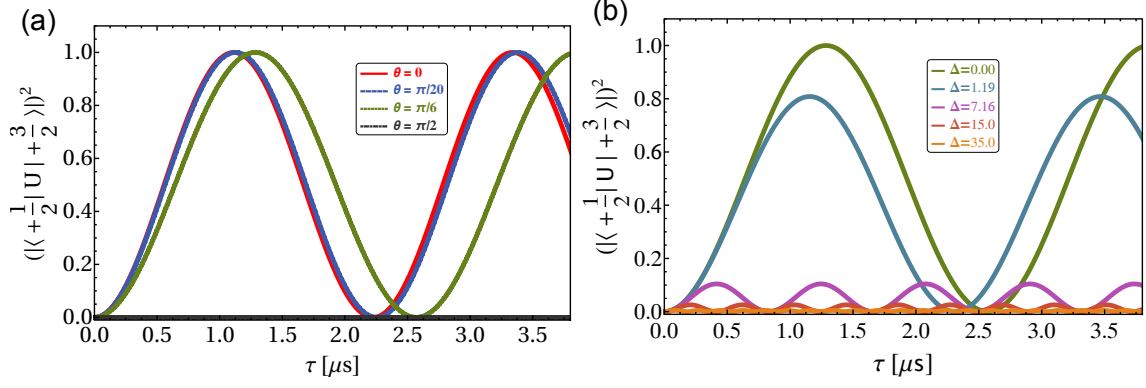 (a)
(|⟨ +1/2| U | +3/2 ⟩|)²
1.0
0.8
0.6
0.4
0.2
0.0
θ = 0
θ = π/20
θ = π/6
θ = π/2
0.0 0.5 1.0 1.5 2.0 2.5 3.0 3.5
τ [μs]
(b)
(|⟨ +1/2| U | +3/2 ⟩|)²
1.0
0.8
0.6
0.4
0.2
0.0
Δ=0.00
Δ=1.19
Δ=7.16
Δ=15.0
Δ=35.0
0.0 0.5 1.0 1.5 2.0 2.5 3.0 3.5
τ [μs]